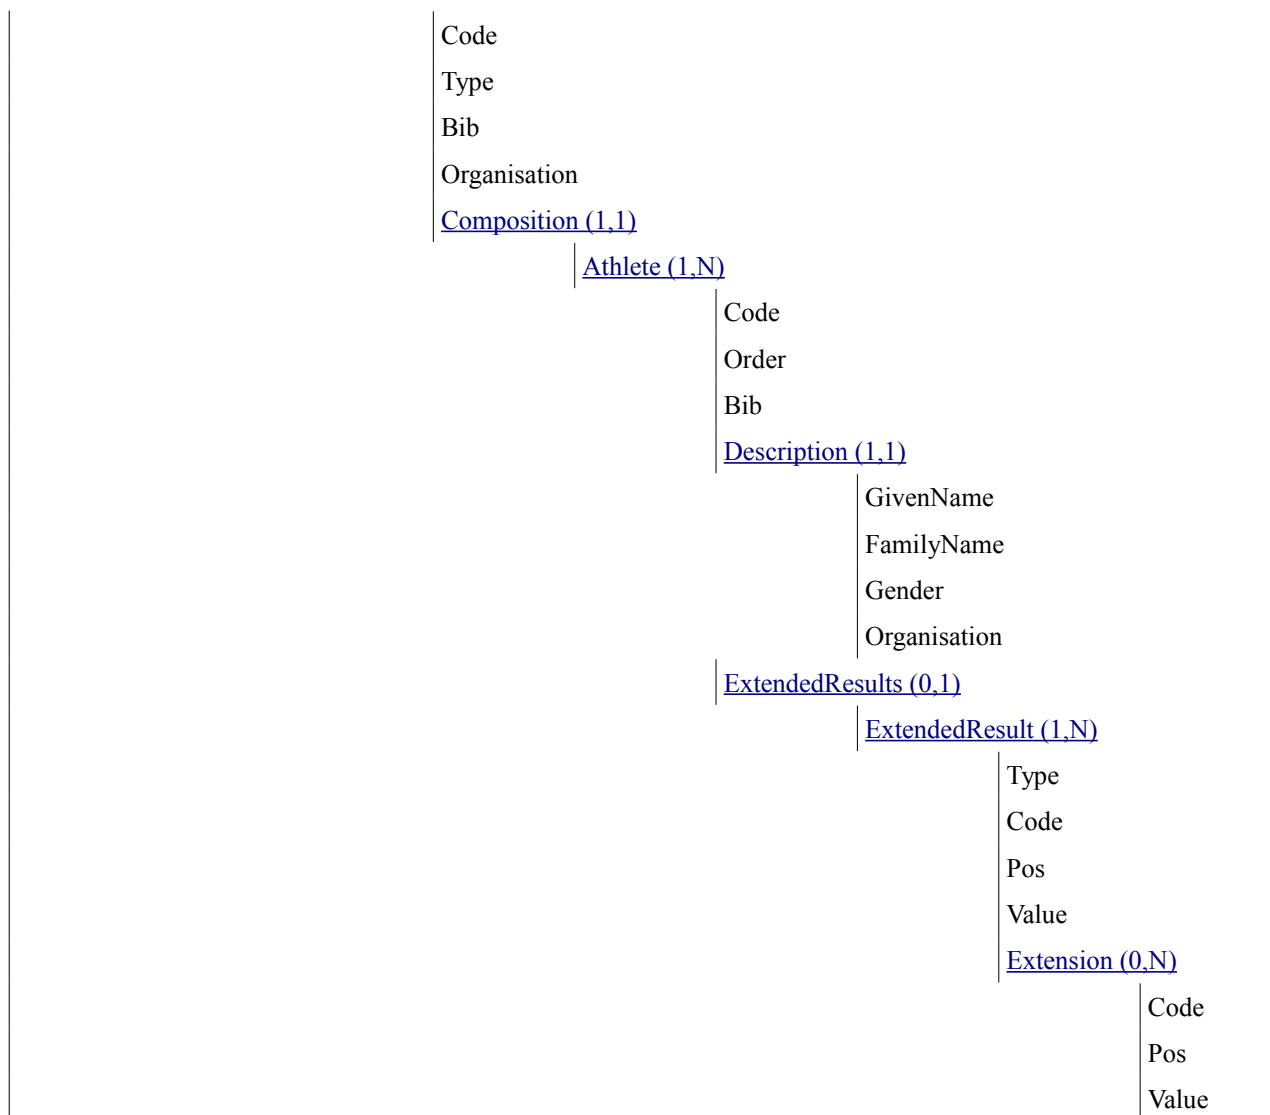 Code
Type
Bib
Organisation
Composition (1,1)
Athlete (1,N)
Code
Order
Bib
Description (1,1)
GivenName
FamilyName
Gender
Organisation
ExtendedResults (0,1)
ExtendedResult (1,N)
Type
Code
Pos
Value
Extension (0,N)
Code
Pos
Value